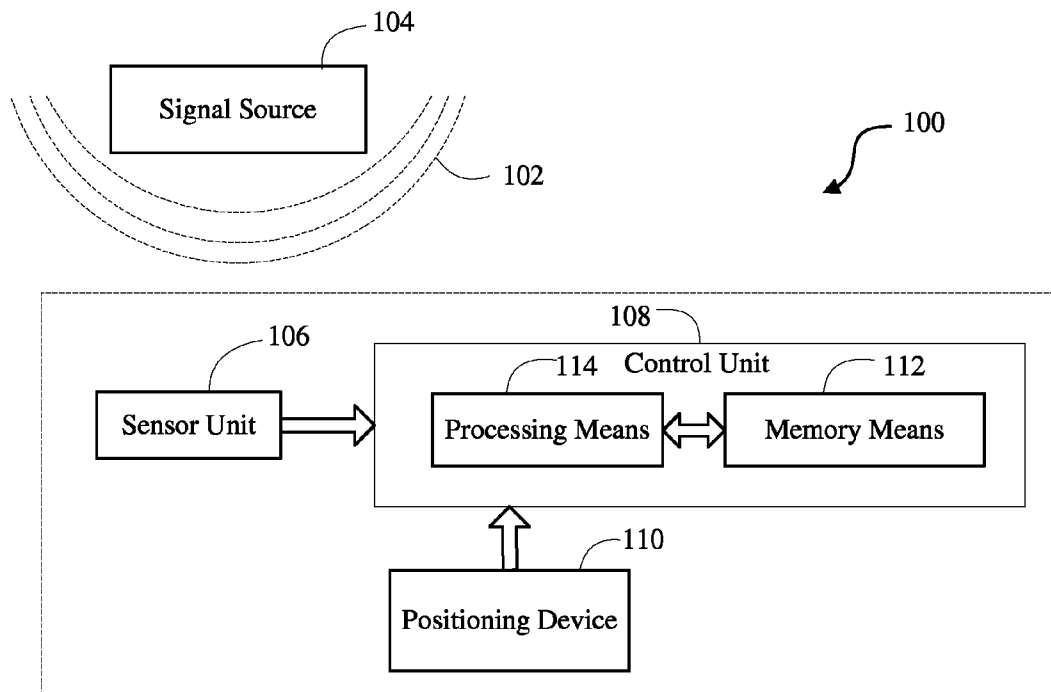 104
Signal Source
100
102
108
106
Control Unit
114
112
Sensor Unit
Processing Means
Memory Means
110
Positioning Device